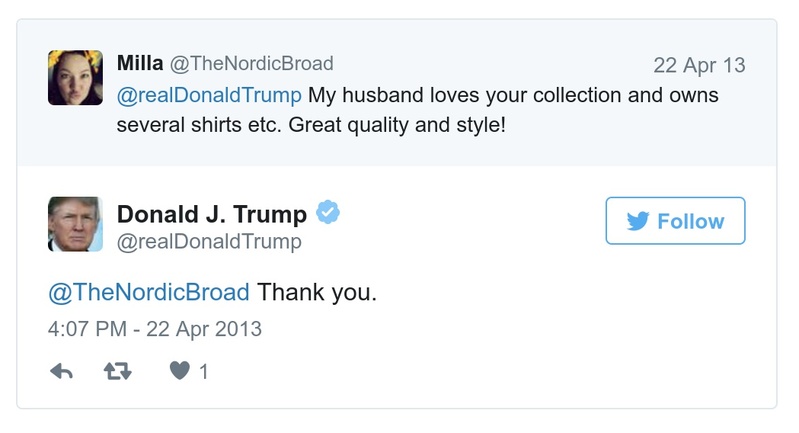 Milla @TheNordicBroad 22 Apr 13
@realDonaldTrump My husband loves your collection and owns
several shirts etc. Great quality and style!
Donald J. Trump
Follow
@realDonaldTrump
@TheNordicBroad Thank you.
4:07 PM - 22 Apr 2013
1